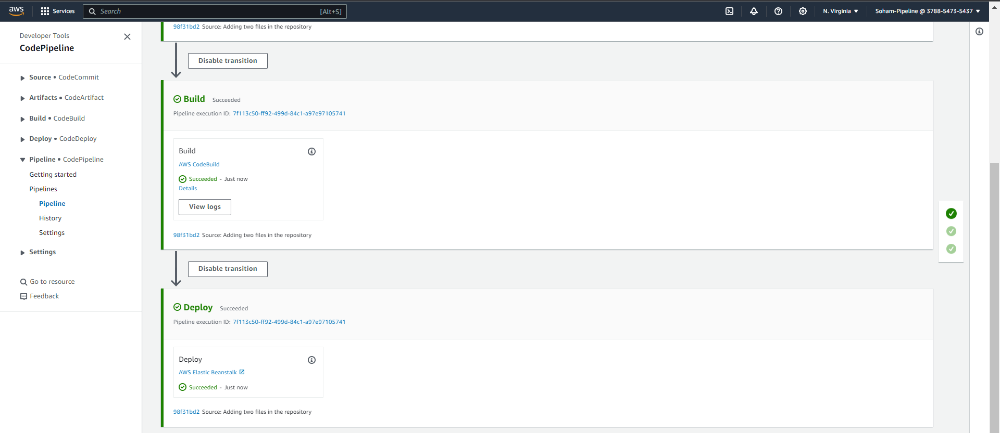 aws
Services
Search
[Alt+S]
N. Virginia
Soham-Pipeline @ 3788-5473-5437
Developer Tools
CodePipeline
Source • CodeCommit
Artifacts • CodeArtifact
Build • CodeBuild
Deploy • CodeDeploy
Pipeline • CodePipeline
Getting started
Pipelines
Pipeline
History
Settings
Settings
Go to resource
Feedback
98f31bd2 Source: Adding two files in the repository
Disable transition
Build Succeeded
Pipeline execution ID: 7f113c50-ff92-499d-84c1-a97e97105741
Build
AWS CodeBuild
Succeeded - Just now
Details
View logs
98f31bd2 Source: Adding two files in the repository
Disable transition
Deploy Succeeded
Pipeline execution ID: 7f113c50-ff92-499d-84c1-a97e97105741
Deploy
AWS Elastic Beanstalk
Succeeded - Just now
98f31bd2 Source: Adding two files in the repository